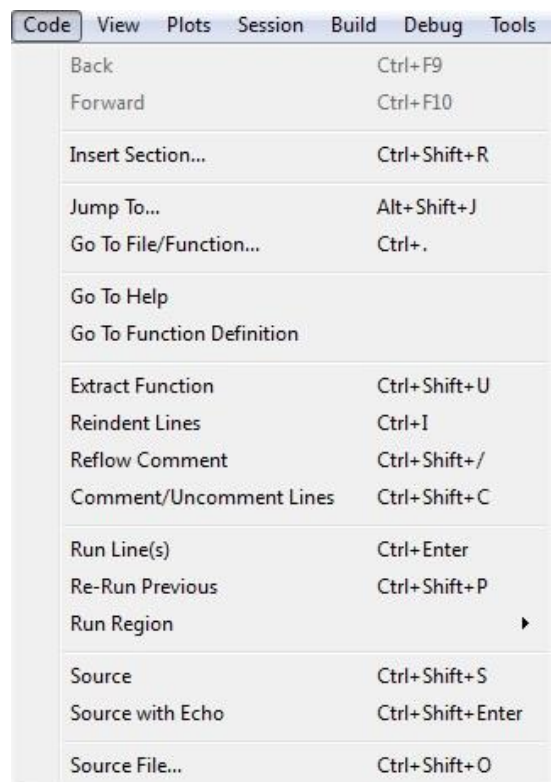 Code View Plots Session Build Debug Tools
Back Ctrl+F9
Forward Ctrl+F10
Insert Section... Ctrl+Shift+R
Jump To... Alt+Shift+J
Go To File/Function... Ctrl+.
Go To Help
Go To Function Definition
Extract Function Ctrl+Shift+U
Reindent Lines Ctrl+I
Reflow Comment Ctrl+Shift+/
Comment/Uncomment Lines Ctrl+Shift+C
Run Line(s) Ctrl+Enter
Re-Run Previous Ctrl+Shift+P
Run Region
Source Ctrl+Shift+S
Source with Echo Ctrl+Shift+Enter
Source File... Ctrl+Shift+O